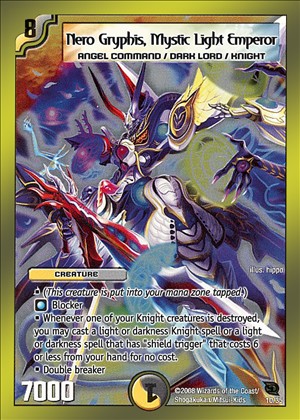 8
Nero Gryphis, Mystic Light Emperor
ANGEL COMMAND / DARK LORD / KNIGHT
illus. hippo
CREATURE
(This creature is put into your mana zone tapped.)
Blocker
Whenever one of your Knight creatures is destroyed,
you may cast a light or darkness Knight spell or a light
or darkness spell that has "shield trigger" that costs 6
or less from your hand for no cost.
Double breaker
7000
1
©2008 Wizards of the Coast/
Shogakukan/Mitsui-Kids